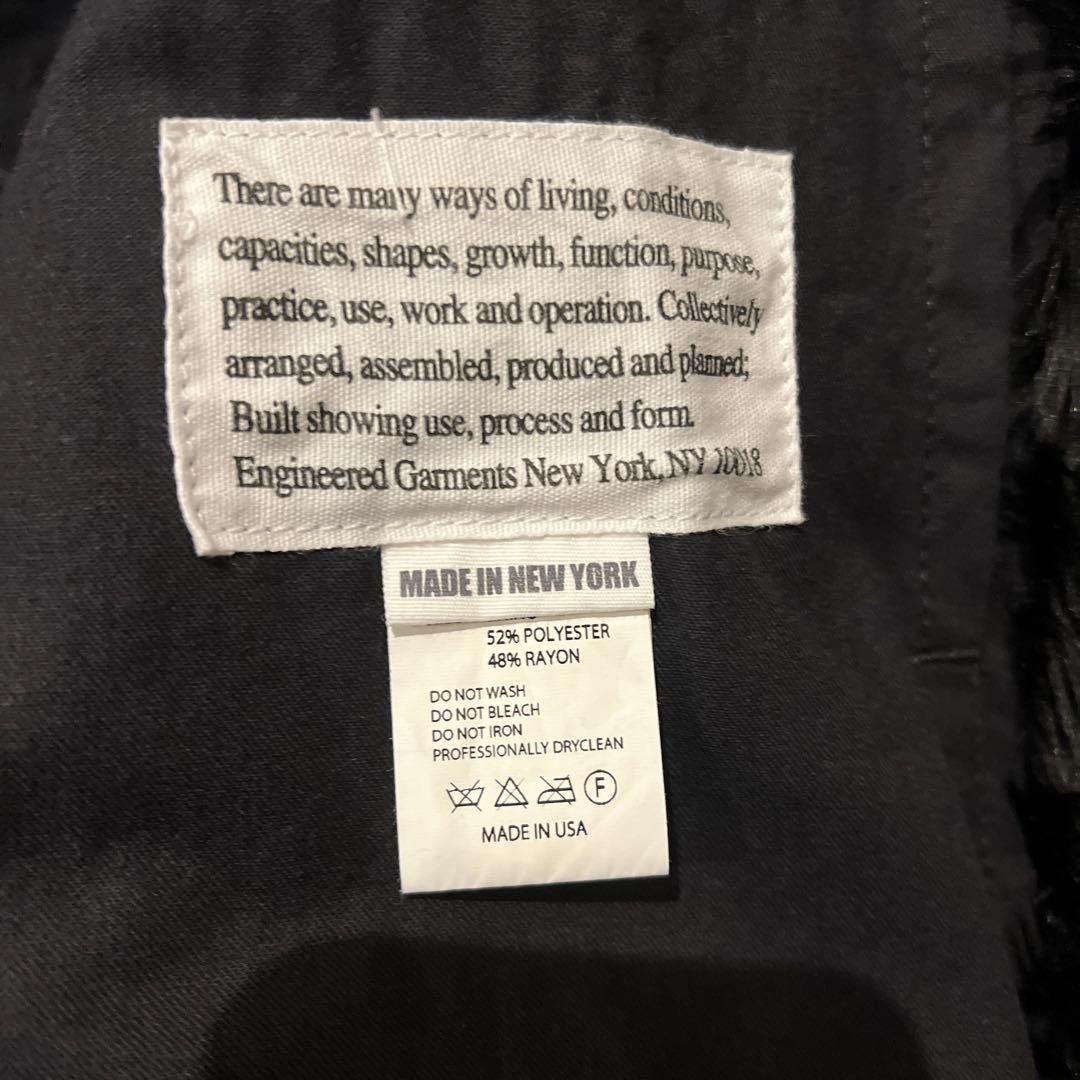 There are many ways of living, conditions,
capacities, shapes, growth, function, purpose,
practice, use, work and operation. Collectively
arranged, assembled, produced and planned;
Built showing use, process and form.
Engineered Garments New York, NY 10018
MADE IN NEW YORK
52% POLYESTER
48% RAYON
DO NOT WASH
DO NOT BLEACH
DO NOT IRON
PROFESSIONALLY DRYCLEAN
F
MADE IN USA